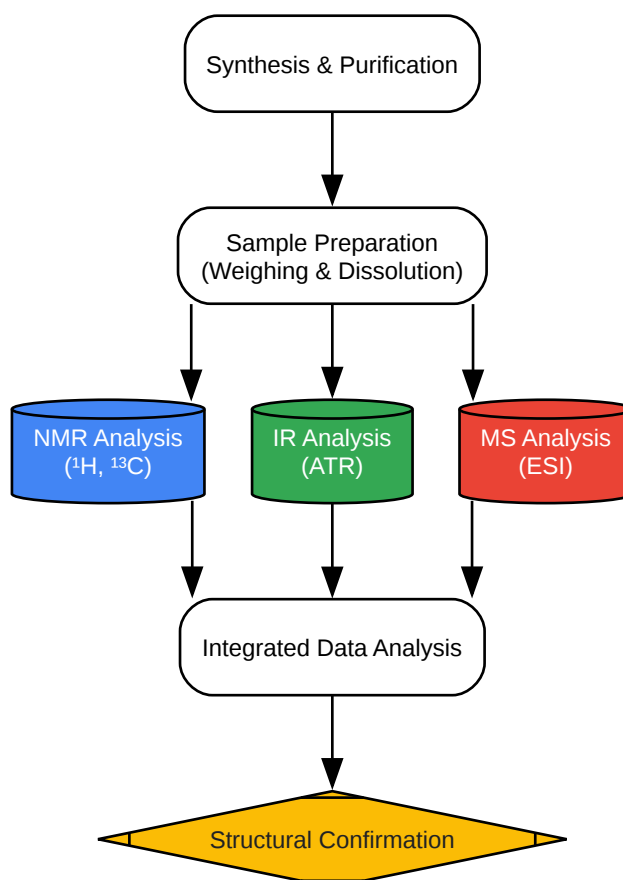 Synthesis & Purification
Sample Preparation
(Weighing & Dissolution)
NMR Analysis
(¹H, ¹³C)
IR Analysis
(ATR)
MS Analysis
(ESI)
Integrated Data Analysis
Structural Confirmation